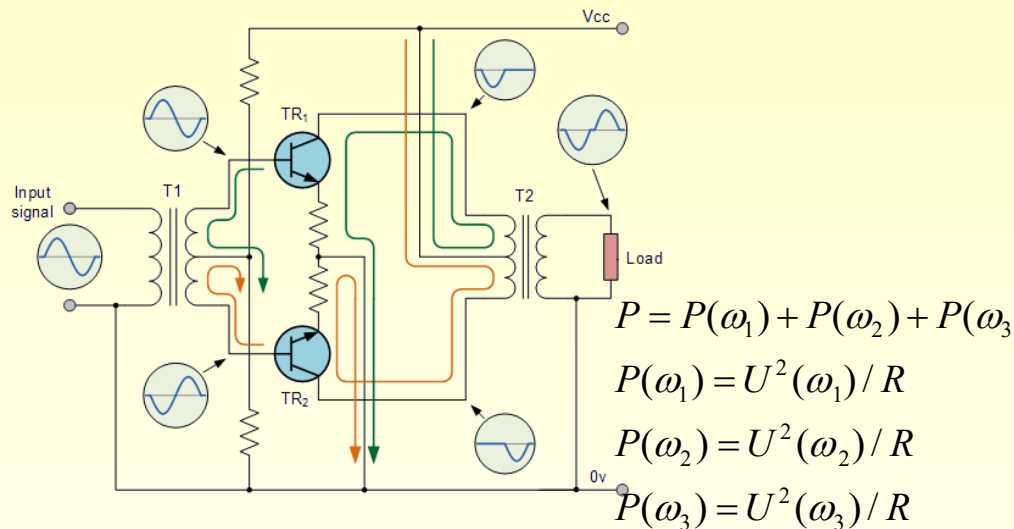 Vcc
TR₁
T1
Input
signal
T2
Load
TR₂
0v
P = P(ω₁) + P(ω₂) + P(ω₃
P(ω₁) = U²(ω₁) / R
P(ω₂) = U²(ω₂) / R
P(ω₃) = U²(ω₃) / R